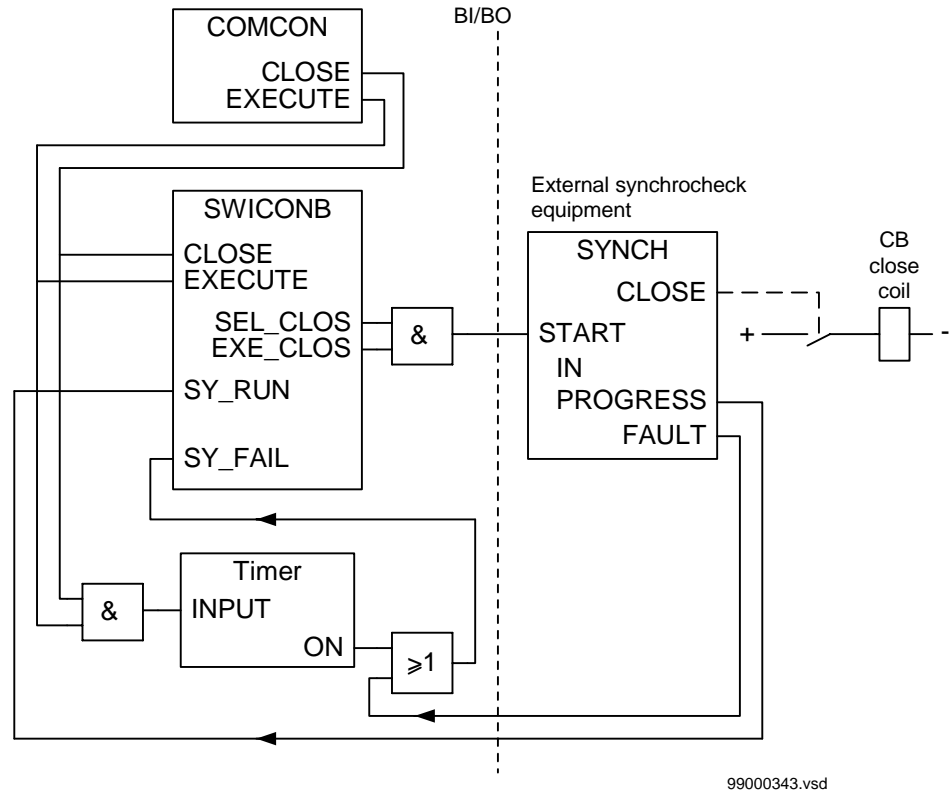 BI/BO
COMCON
CLOSE
EXECUTE
External synchrocheck
equipment
SWICONB
CLOSE
EXECUTE
SEL_CLOS
EXE_CLOS
SY_RUN
SY_FAIL
&
SYNCH
CLOSE
START
IN
PROGRESS
FAULT
CB
close
coil
+
-
Timer
INPUT
ON
&
≥1
99000343.vsd